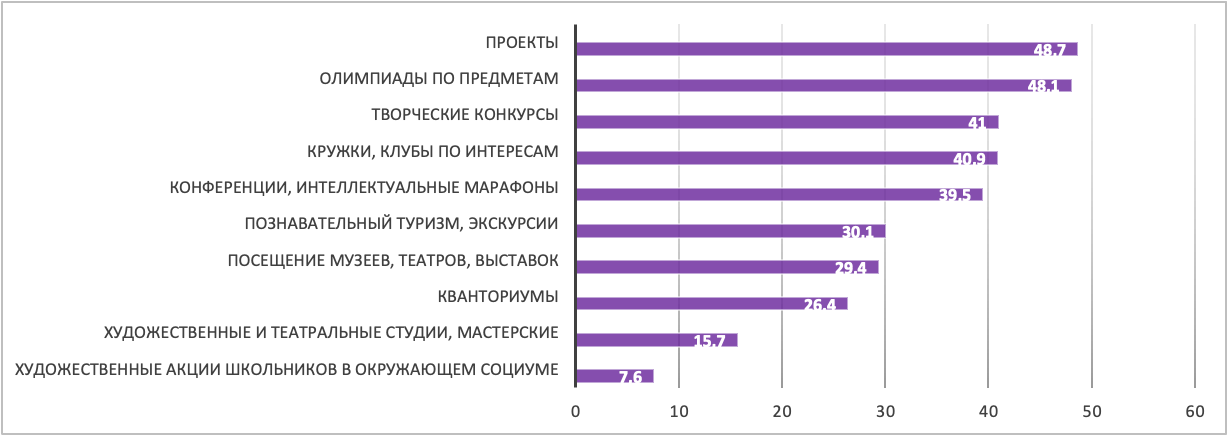 ПРОЕКТЫ 48.7
ОЛИМПИАДЫ ПО ПРЕДМЕТАМ 48.1
ТВОРЧЕСКИЕ КОНКУРСЫ 41
КРУЖКИ, КЛУБЫ ПО ИНТЕРЕСАМ 40.9
КОНФЕРЕНЦИИ, ИНТЕЛЛЕКТУАЛЬНЫЕ МАРАФОНЫ 39.5
ПОЗНАВАТЕЛЬНЫЙ ТУРИЗМ, ЭКСКУРСИИ 30.1
ПОСЕЩЕНИЕ МУЗЕЕВ, ТЕАТРОВ, ВЫСТАВОК 29.4
КВАНТОРИУМЫ 26.4
ХУДОЖЕСТВЕННЫЕ И ТЕАТРАЛЬНЫЕ СТУДИИ, МАСТЕРСКИЕ 15.7
ХУДОЖЕСТВЕННЫЕ АКЦИИ ШКОЛЬНИКОВ В ОКРУЖАЮЩЕМ СОЦИУМЕ 7.6
0 10 20 30 40 50 60